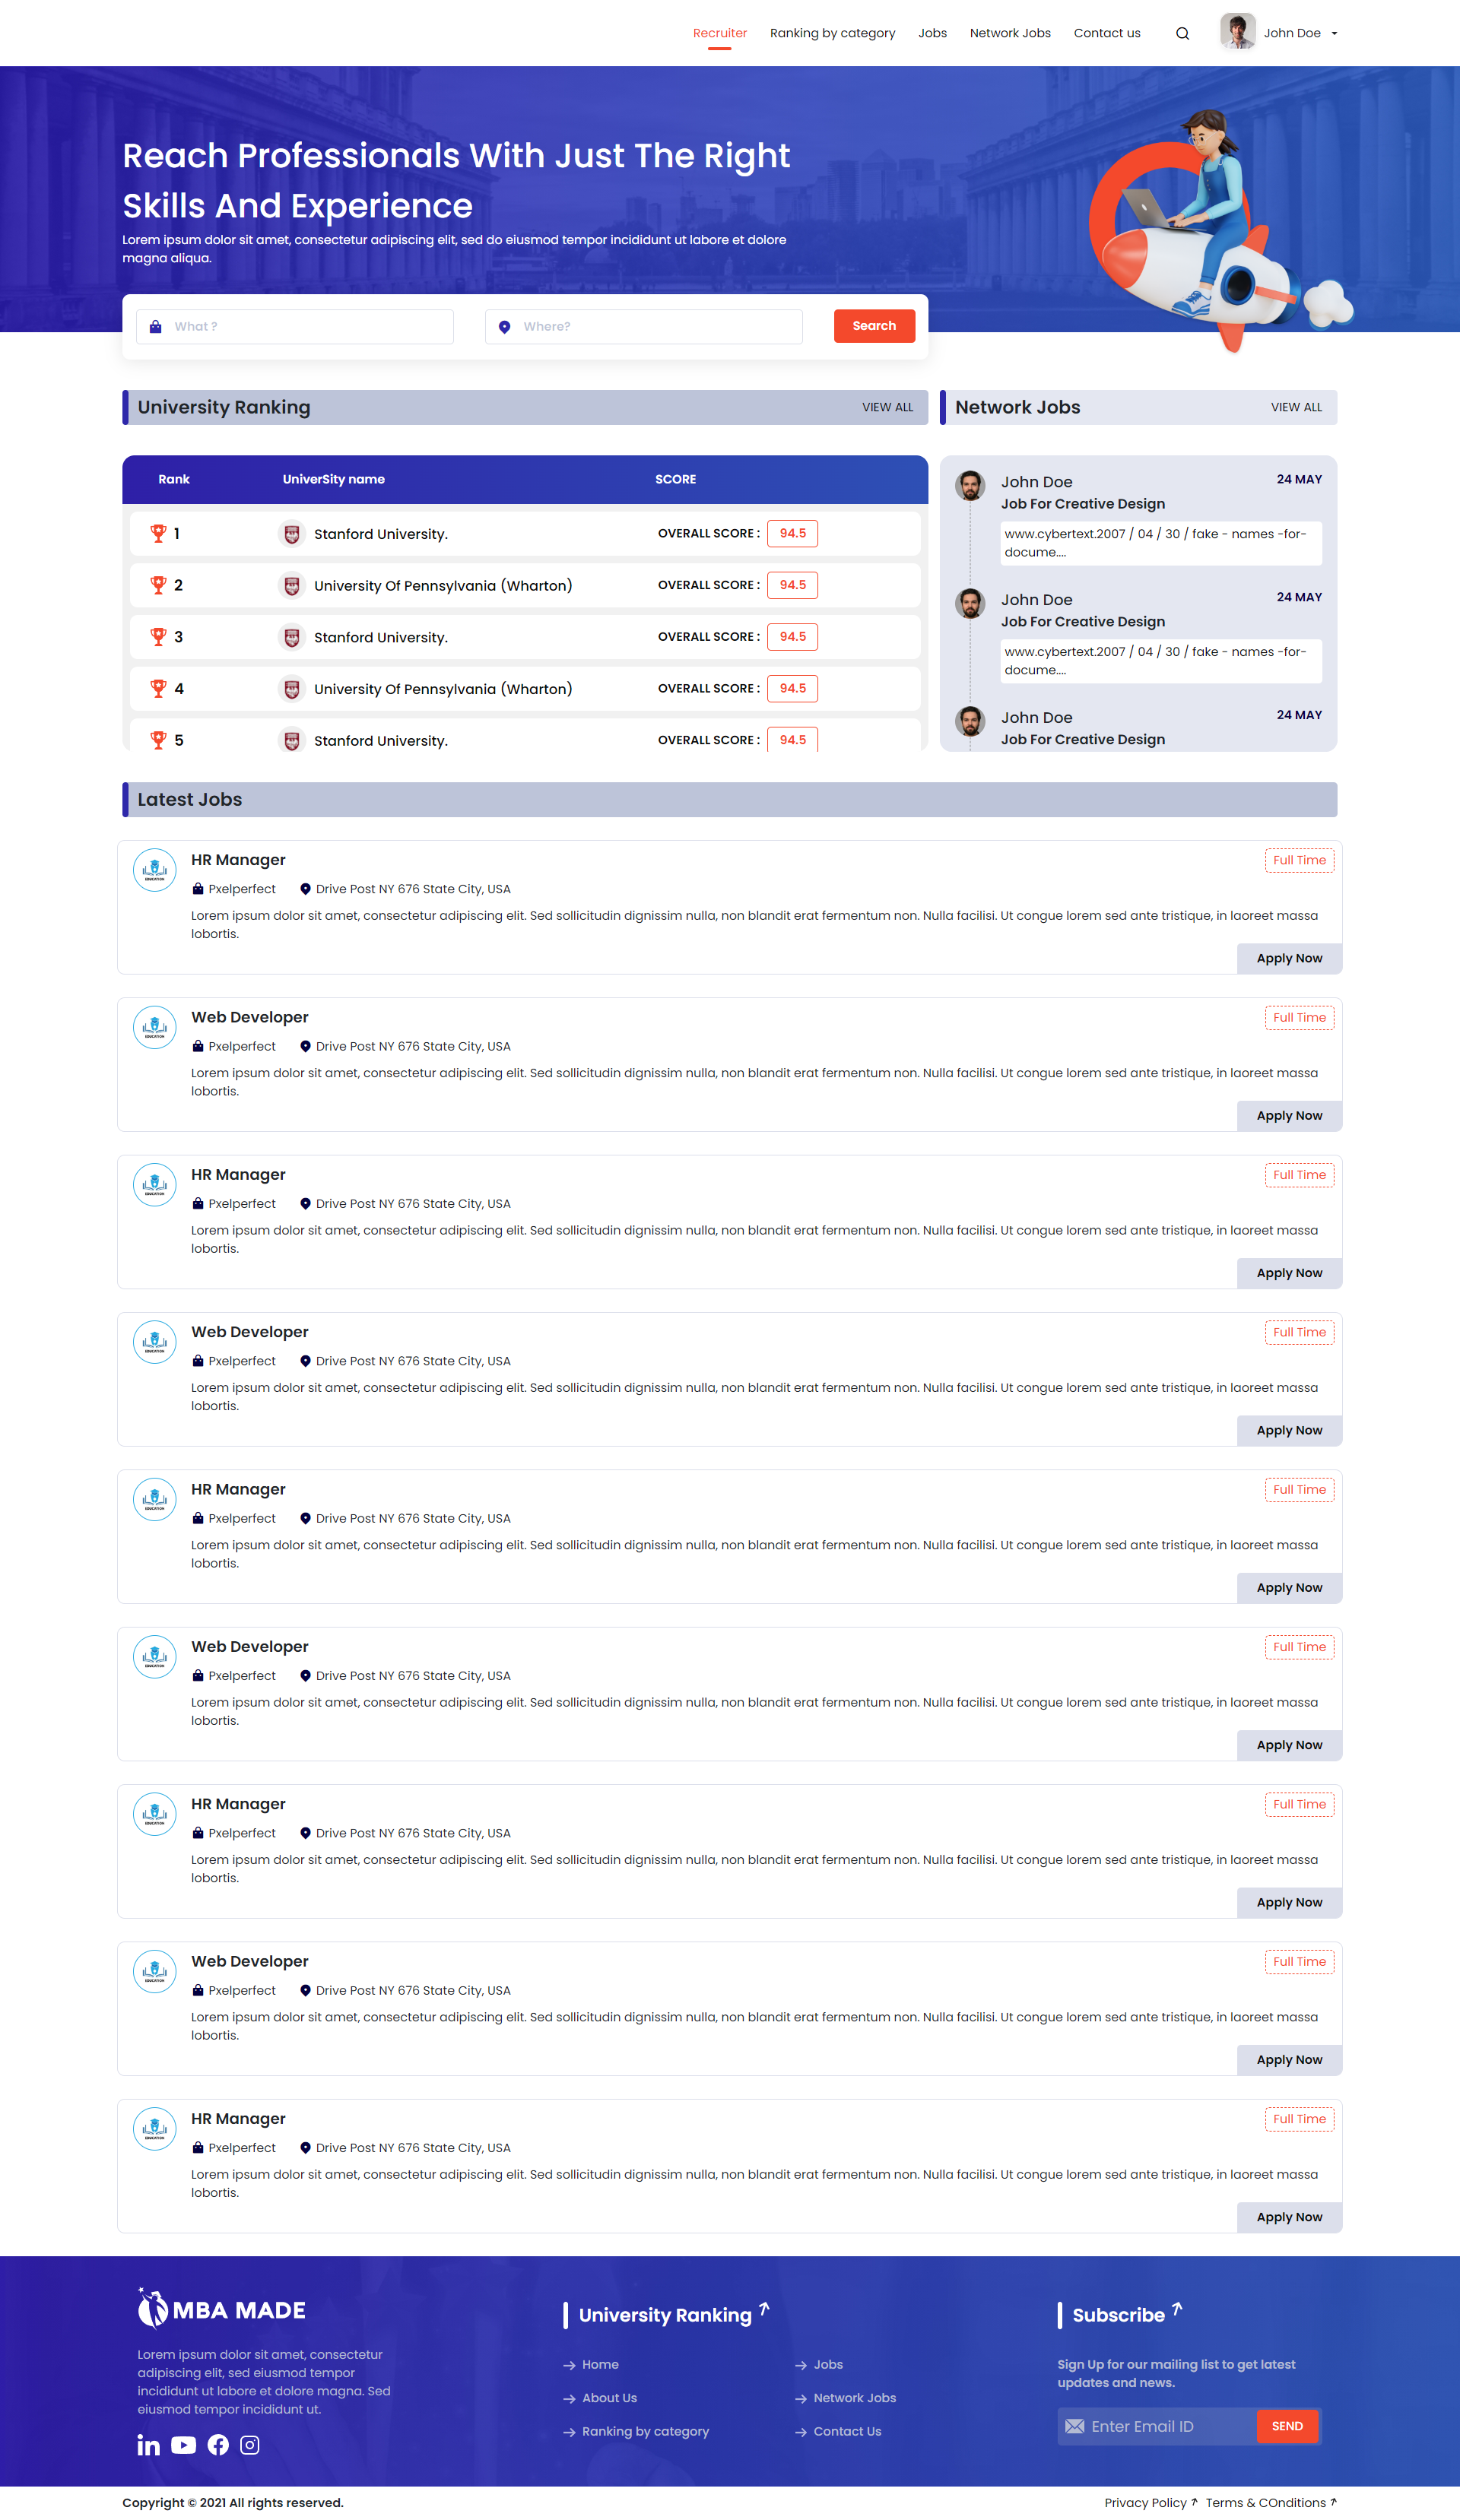 Recruiter Ranking by category Jobs Network Jobs Contact us John Doe
Reach Professionals With Just The Right
Skills And Experience
Lorem ipsum dolor sit amet, consectetur adipiscing elit, sed do eiusmod tempor incididunt ut labore et dolore
magna aliqua.
What ? Where? Search
University Ranking VIEW ALL
Rank UniverSity name SCORE
1 Stanford University. OVERALL SCORE : 94.5
2 University Of Pennsylvania (Wharton) OVERALL SCORE : 94.5
3 Stanford University. OVERALL SCORE : 94.5
4 University Of Pennsylvania (Wharton) OVERALL SCORE : 94.5
5 Stanford University. OVERALL SCORE : 94.5
Network Jobs VIEW ALL
John Doe 24 MAY
Job For Creative Design
www.cybertext.2007 / 04 / 30 / fake - names -for-
docume....
John Doe 24 MAY
Job For Creative Design
www.cybertext.2007 / 04 / 30 / fake - names -for-
docume....
John Doe 24 MAY
Job For Creative Design
Latest Jobs
EDUCATION
HR Manager Full Time
Pxelperfect Drive Post NY 676 State City, USA
Lorem ipsum dolor sit amet, consectetur adipiscing elit. Sed sollicitudin dignissim nulla, non blandit erat fermentum non. Nulla facilisi. Ut congue lorem sed ante tristique, in laoreet massa
lobortis.
Apply Now
EDUCATION
Web Developer Full Time
Pxelperfect Drive Post NY 676 State City, USA
Lorem ipsum dolor sit amet, consectetur adipiscing elit. Sed sollicitudin dignissim nulla, non blandit erat fermentum non. Nulla facilisi. Ut congue lorem sed ante tristique, in laoreet massa
lobortis.
Apply Now
EDUCATION
HR Manager Full Time
Pxelperfect Drive Post NY 676 State City, USA
Lorem ipsum dolor sit amet, consectetur adipiscing elit. Sed sollicitudin dignissim nulla, non blandit erat fermentum non. Nulla facilisi. Ut congue lorem sed ante tristique, in laoreet massa
lobortis.
Apply Now
EDUCATION
Web Developer Full Time
Pxelperfect Drive Post NY 676 State City, USA
Lorem ipsum dolor sit amet, consectetur adipiscing elit. Sed sollicitudin dignissim nulla, non blandit erat fermentum non. Nulla facilisi. Ut congue lorem sed ante tristique, in laoreet massa
lobortis.
Apply Now
EDUCATION
HR Manager Full Time
Pxelperfect Drive Post NY 676 State City, USA
Lorem ipsum dolor sit amet, consectetur adipiscing elit. Sed sollicitudin dignissim nulla, non blandit erat fermentum non. Nulla facilisi. Ut congue lorem sed ante tristique, in laoreet massa
lobortis.
Apply Now
EDUCATION
Web Developer Full Time
Pxelperfect Drive Post NY 676 State City, USA
Lorem ipsum dolor sit amet, consectetur adipiscing elit. Sed sollicitudin dignissim nulla, non blandit erat fermentum non. Nulla facilisi. Ut congue lorem sed ante tristique, in laoreet massa
lobortis.
Apply Now
EDUCATION
HR Manager Full Time
Pxelperfect Drive Post NY 676 State City, USA
Lorem ipsum dolor sit amet, consectetur adipiscing elit. Sed sollicitudin dignissim nulla, non blandit erat fermentum non. Nulla facilisi. Ut congue lorem sed ante tristique, in laoreet massa
lobortis.
Apply Now
EDUCATION
Web Developer Full Time
Pxelperfect Drive Post NY 676 State City, USA
Lorem ipsum dolor sit amet, consectetur adipiscing elit. Sed sollicitudin dignissim nulla, non blandit erat fermentum non. Nulla facilisi. Ut congue lorem sed ante tristique, in laoreet massa
lobortis.
Apply Now
EDUCATION
HR Manager Full Time
Pxelperfect Drive Post NY 676 State City, USA
Lorem ipsum dolor sit amet, consectetur adipiscing elit. Sed sollicitudin dignissim nulla, non blandit erat fermentum non. Nulla facilisi. Ut congue lorem sed ante tristique, in laoreet massa
lobortis.
Apply Now
MBA MADE
Lorem ipsum dolor sit amet, consectetur
adipiscing elit, sed eiusmod tempor
incididunt ut labore et dolore magna. Sed
eiusmod tempor incididunt ut.
University Ranking
Home Jobs
About Us Network Jobs
Ranking by category Contact Us
Subscribe
Sign Up for our mailing list to get latest
updates and news.
Enter Email ID SEND
Copyright © 2021 All rights reserved. Privacy Policy Terms & COnditions